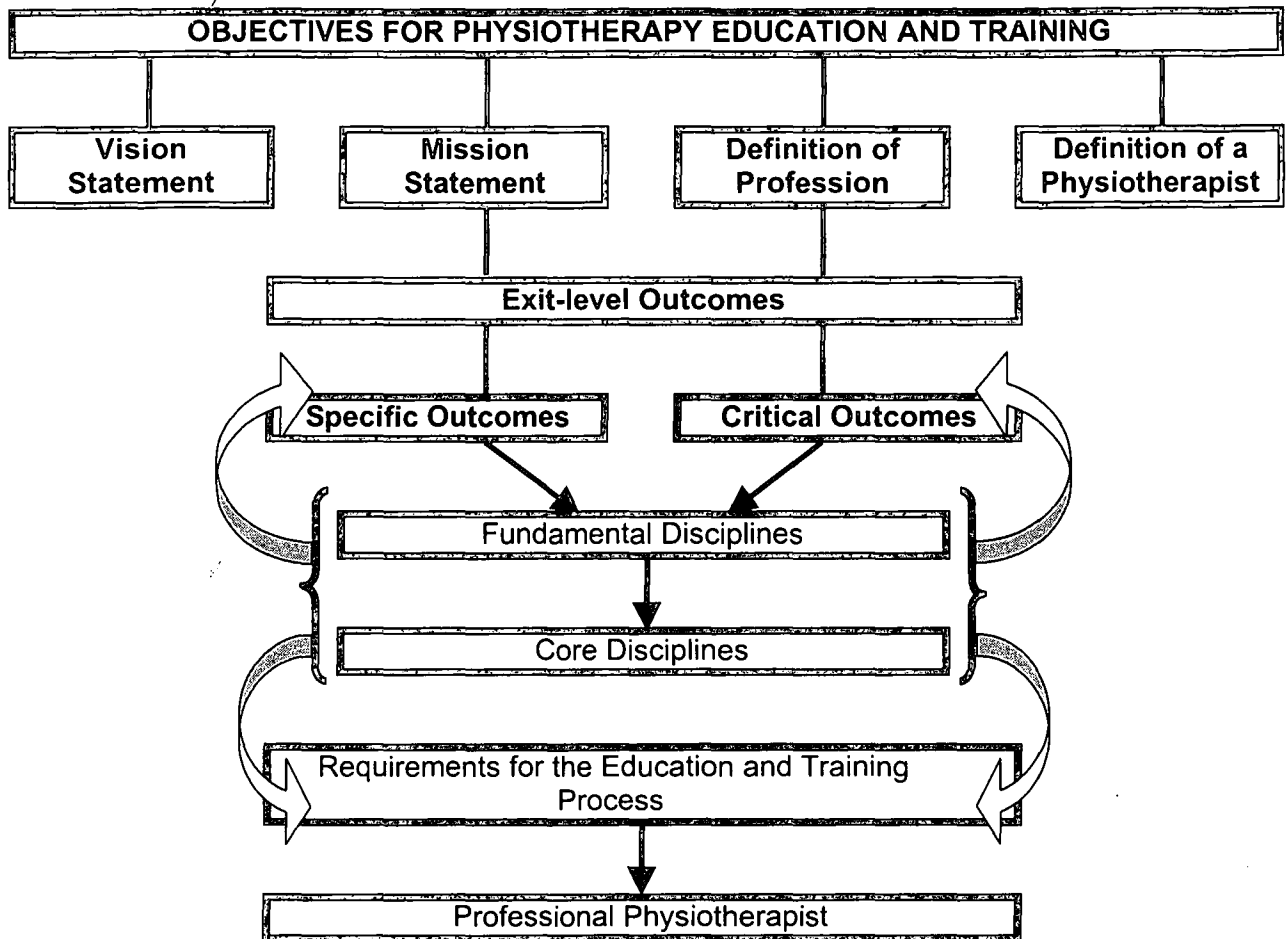 OBJECTIVES FOR PHYSIOTHERAPY EDUCATION AND TRAINING
Vision
Statement
Mission
Statement
Definition of
Profession
Definition of a
Physiotherapist
Exit-level Outcomes
Specific Outcomes
Critical Outcomes
Fundamental Disciplines
Core Disciplines
Requirements for the Education and Training
Process
Professional Physiotherapist